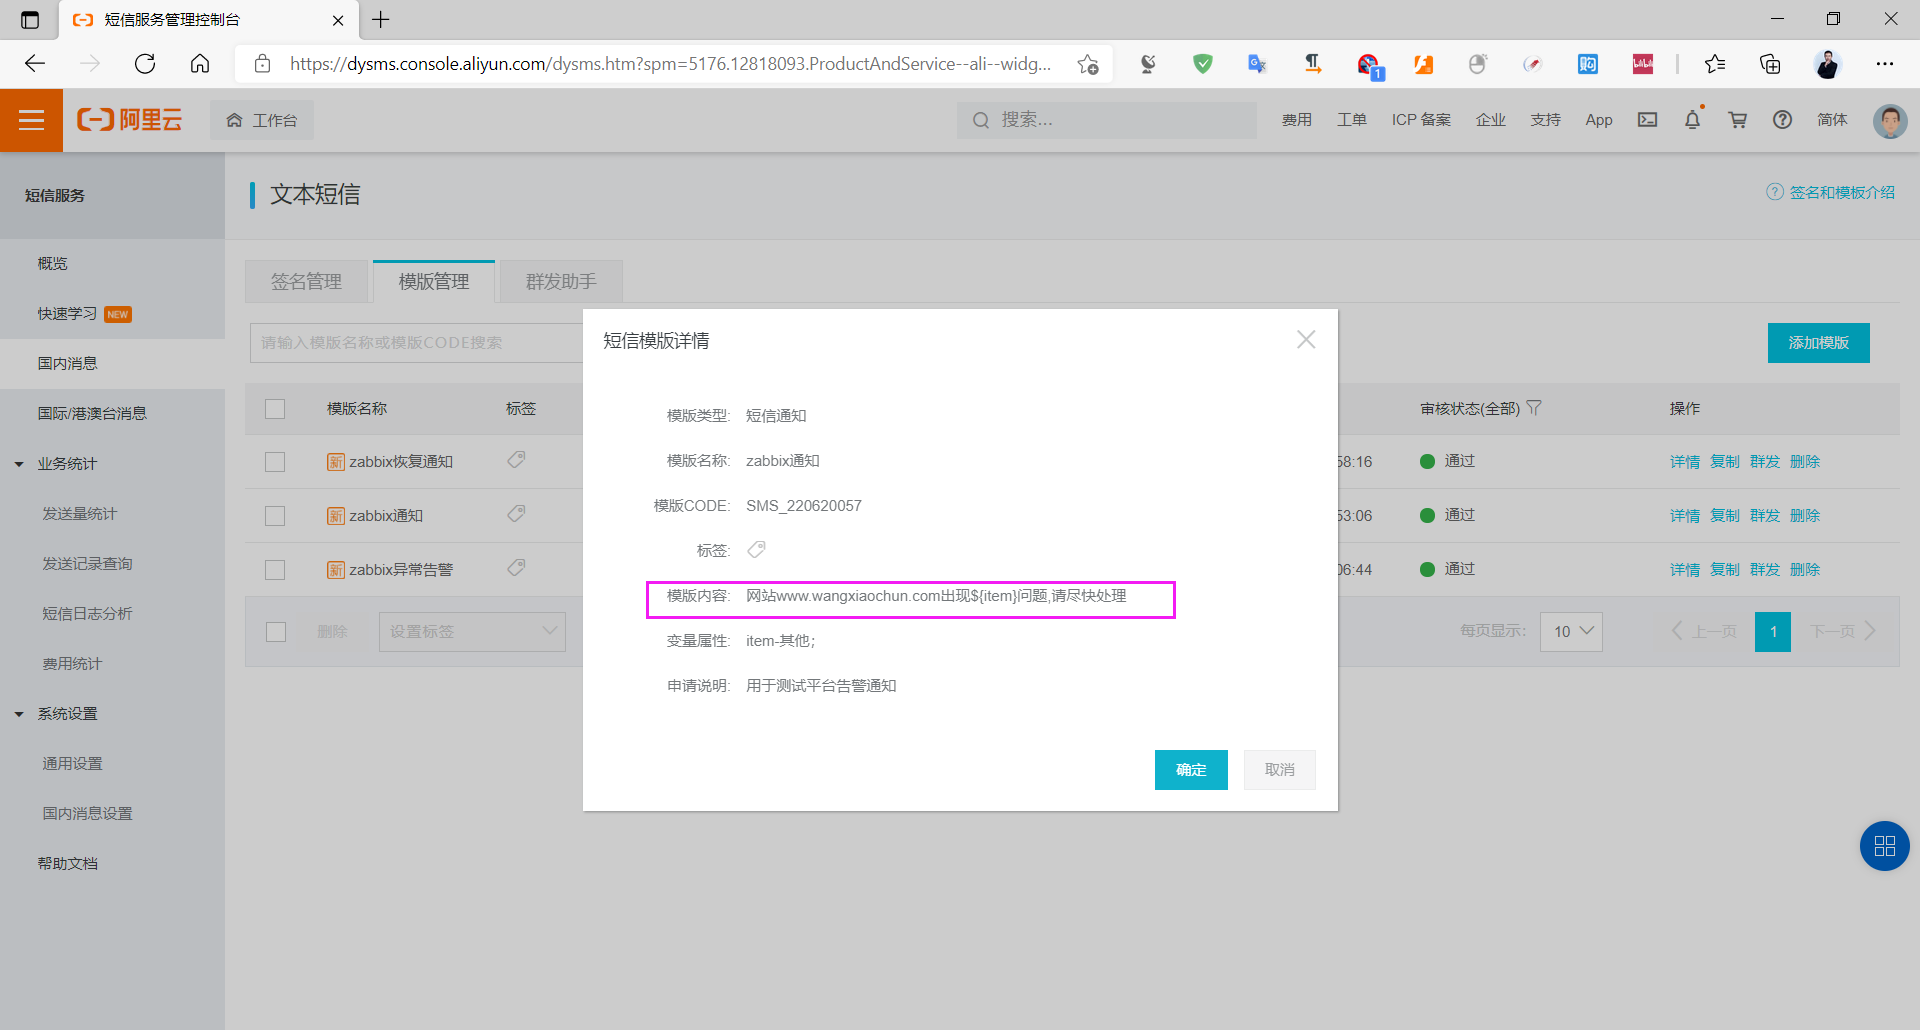 短信服务管理控制台
https://dysms.console.aliyun.com/dysms.htm?spm=5176.12818093.ProductAndService--ali--widg...
1
购
bilibili
阿里云
工作台
搜索...
费用 工单 ICP 备案 企业 支持 App 简体
短信服务
文本短信
签名和模板介绍
概览
快速学习 NEW
国内消息
国际/港澳台消息
业务统计
发送量统计
发送记录查询
短信日志分析
费用统计
系统设置
通用设置
国内消息设置
帮助文档
签名管理 模版管理 群发助手
请输入模版名称或模版CODE搜索
添加模版
模版名称 标签 审核状态(全部) 操作
新 zabbix恢复通知 58:16 通过 详情 复制 群发 删除
新 zabbix通知 53:06 通过 详情 复制 群发 删除
新 zabbix异常告警 06:44 通过 详情 复制 群发 删除
删除 设置标签 每页显示: 10 上一页 1 下一页
短信模版详情
模版类型: 短信通知
模版名称: zabbix通知
模版CODE: SMS_220620057
标签:
模版内容: 网站www.wangxiaochun.com出现${item}问题,请尽快处理
变量属性: item-其他；
申请说明: 用于测试平台告警通知
确定 取消